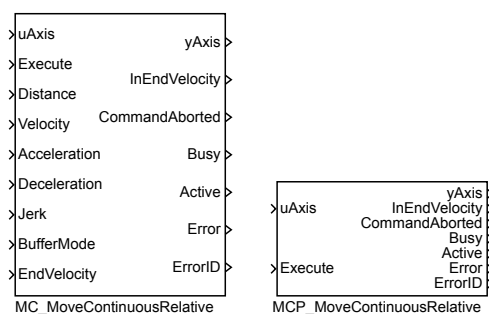 uAxis
Execute
Distance
Velocity
Acceleration
Deceleration
Jerk
BufferMode
EndVelocity
yAxis
InEndVelocity
CommandAborted
Busy
Active
Error
ErrorID
MC_MoveContinuousRelative
uAxis
Execute
yAxis
InEndVelocity
CommandAborted
Busy
Active
Error
ErrorID
MCP_MoveContinuousRelative